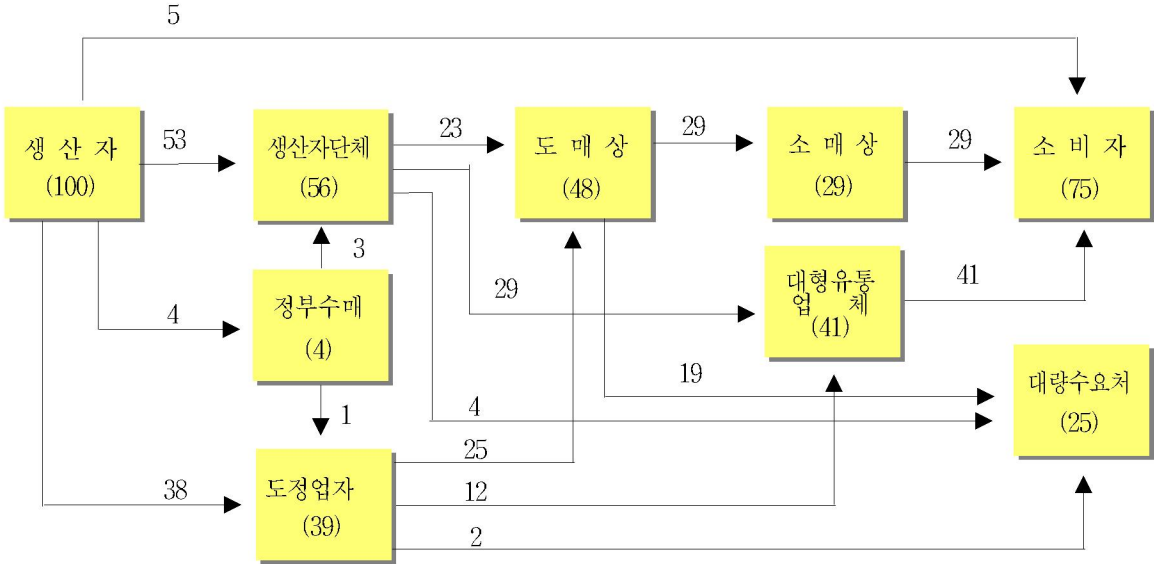 5
생 산 자
(100)
53
생산자단체
(56)
23
도 매 상
(48)
29
소 매 상
(29)
29
소 비 자
(75)
3
29
4
정부수매
(4)
대형유통
업 체
(41)
41
19
대량수요처
(25)
1
4
25
38
도정업자
(39)
12
2